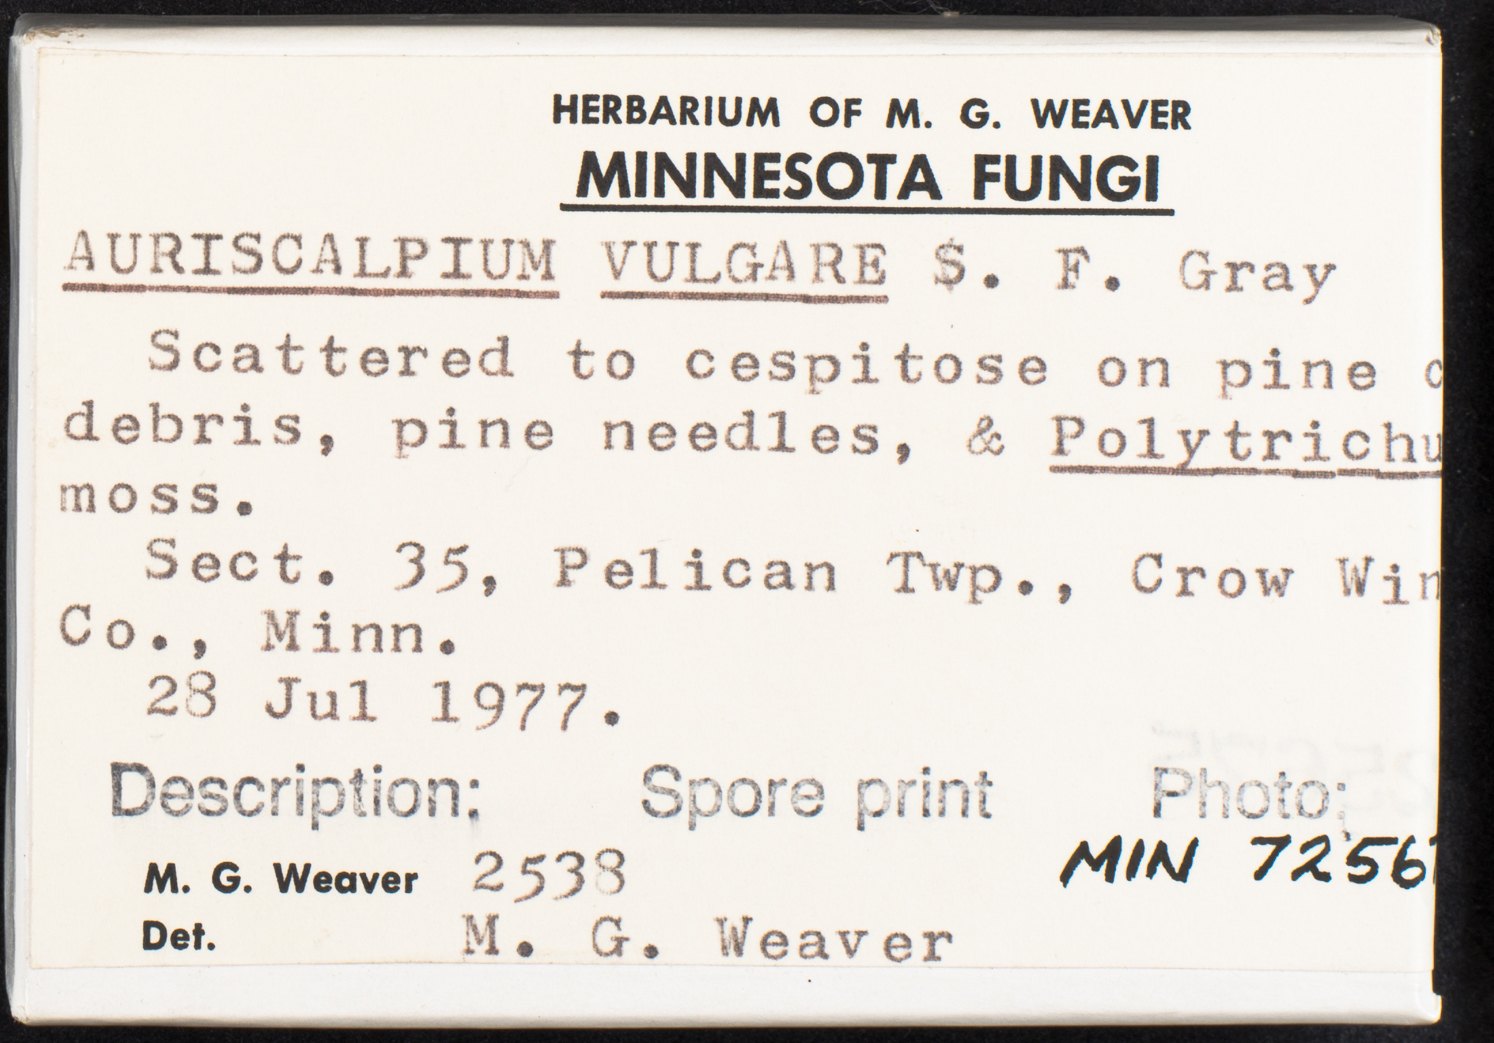 HERBARIUM OF M. G. WEAVER
MINNESOTA FUNGI
AURISCALPIUM VULGARE S. F. Gray
Scattered to cespitose on pine
debris, pine needles, & Polytrichu
moss.
Sect. 35, Pelican Twp., Crow Win
Co., Minn.
28 Jul 1977.
Description; Spore print Photo;
MIN 7256
M. G. Weaver 2538
Det. M. G. Weaver